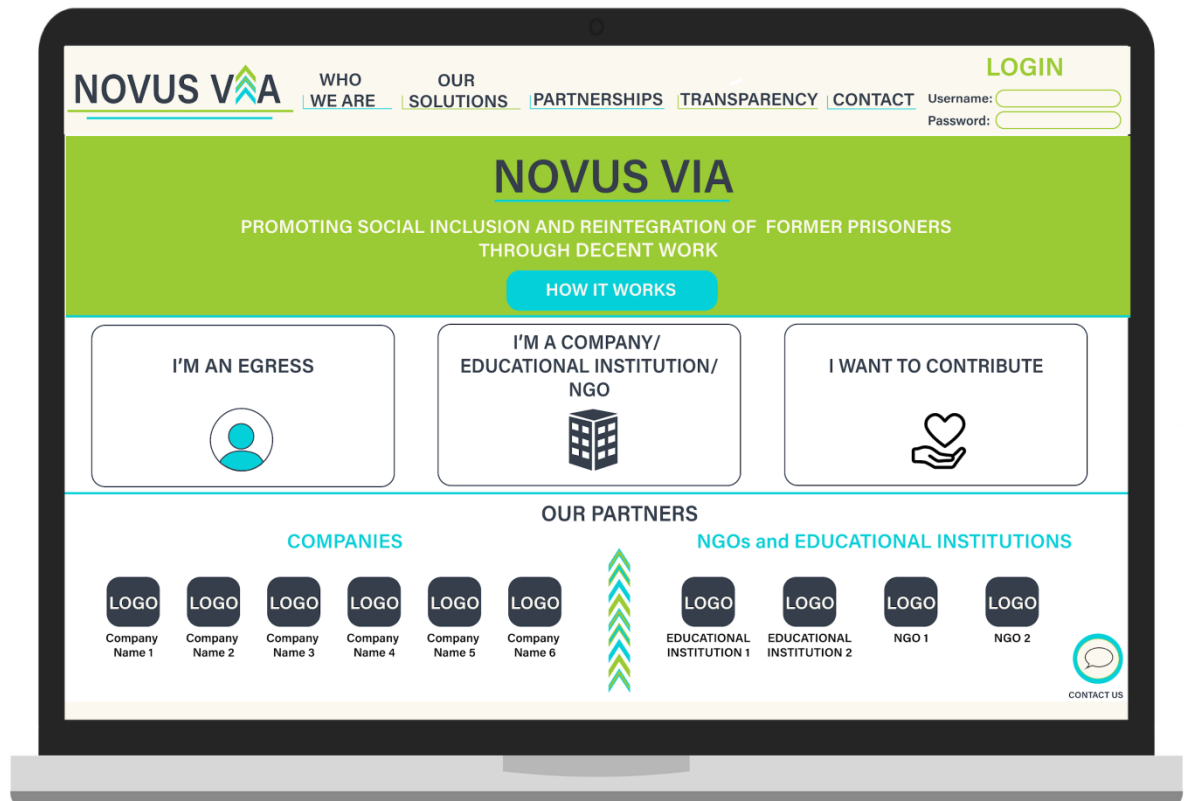 NOVUS VIA
WHO
WE ARE
OUR
SOLUTIONS
PARTNERSHIPS
TRANSPARENCY
CONTACT
LOGIN
Username:
Password:
NOVUS VIA
PROMOTING SOCIAL INCLUSION AND REINTEGRATION OF FORMER PRISONERS
THROUGH DECENT WORK
HOW IT WORKS
I'M AN EGRESS
I'M A COMPANY/
EDUCATIONAL INSTITUTION/
NGO
I WANT TO CONTRIBUTE
OUR PARTNERS
COMPANIES
LOGO
Company
Name 1
LOGO
Company
Name 2
LOGO
Company
Name 3
LOGO
Company
Name 4
LOGO
Company
Name 5
LOGO
Company
Name 6
NGOs and EDUCATIONAL INSTITUTIONS
LOGO
EDUCATIONAL
INSTITUTION 1
LOGO
EDUCATIONAL
INSTITUTION 2
LOGO
NGO 1
LOGO
NGO 2
CONTACT US